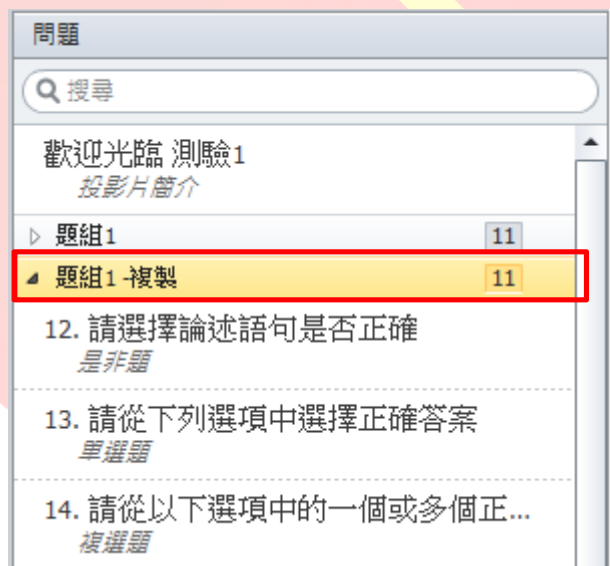 問題
搜尋
歡迎光臨 測驗1
投影片簡介
題組1 11
題組1 -複製 11
12. 請選擇論述語句是否正確
是非題
13. 請從下列選項中選擇正確答案
單選題
14. 請從以下選項中的一個或多個正...
複選題